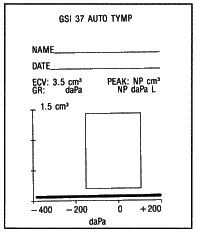 GSI 37 AUTO TYMP
NAME
DATE
ECV: 3.5 cm³ PEAK: NP cm³
GR: daPa NP daPa L
1.5 cm³
-400 -200 0 +200
daPa